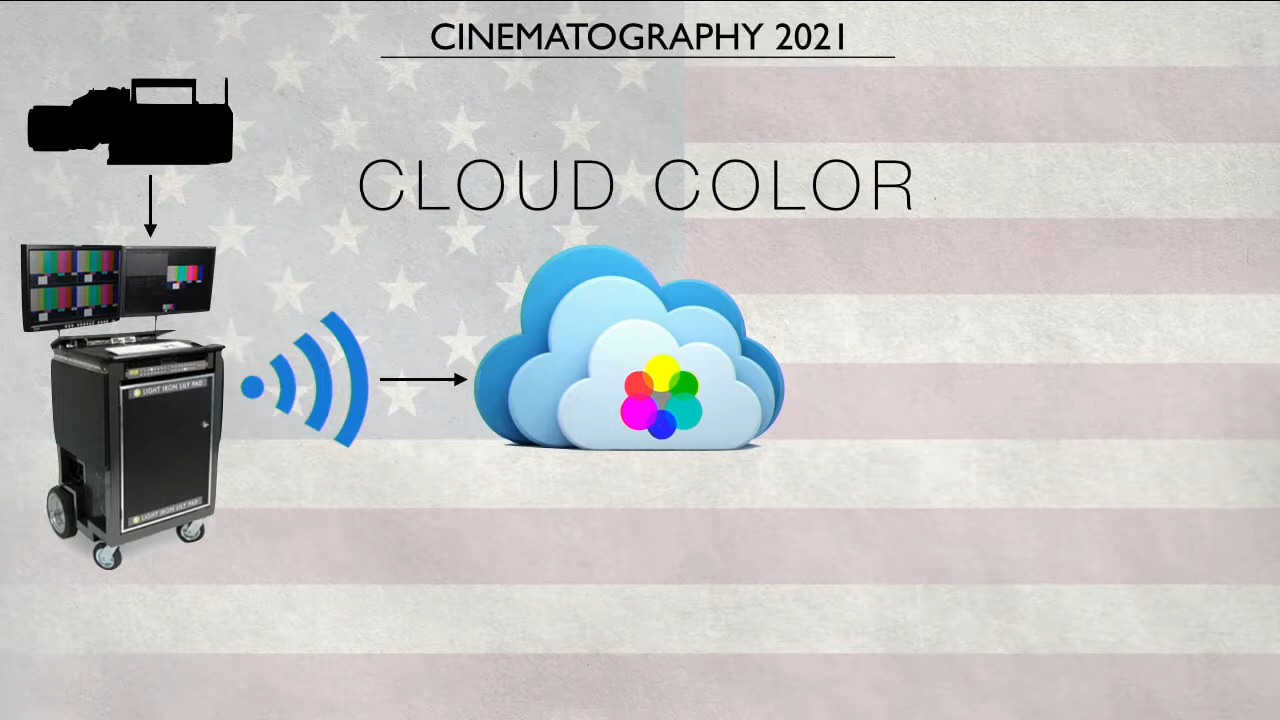 CINEMATOGRAPHY 2021
CLOUD COLOR
LIGHT IRON LILY PAD
LIGHT IRON LILY PAD